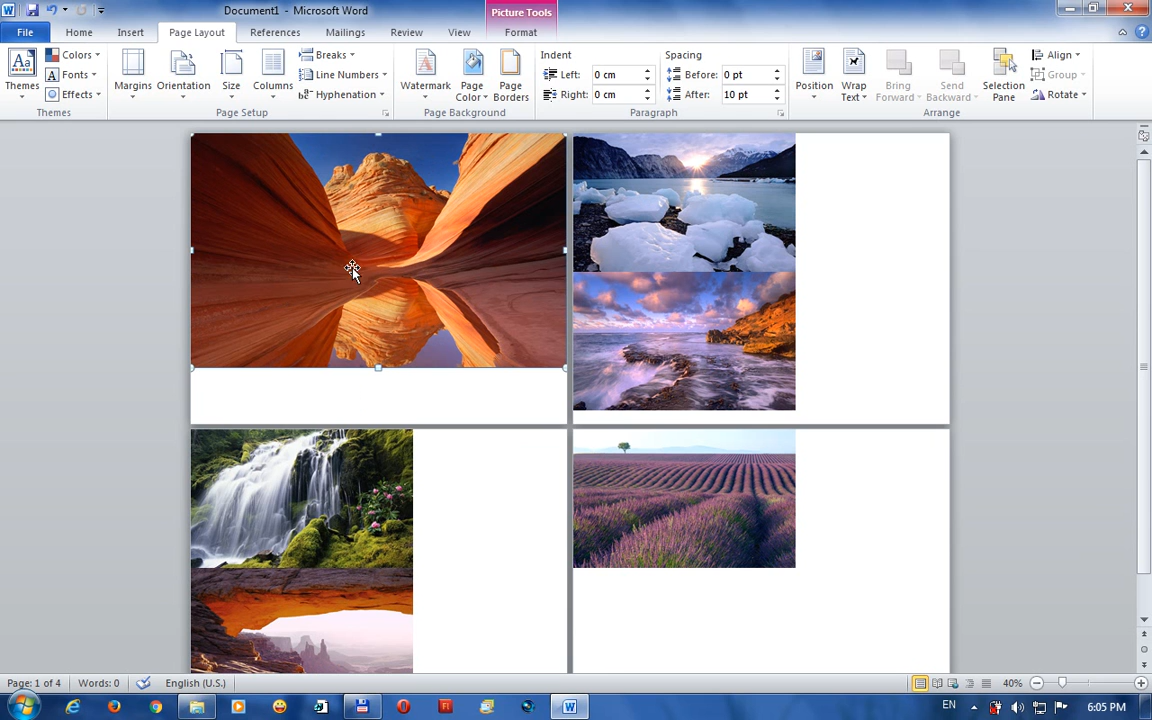 Document1 - Microsoft Word
Picture Tools
File Home Insert Page Layout References Mailings Review View Format
Aa Themes
Colors
Fonts
Effects
Themes
Margins
Orientation
Size
Columns
Breaks
Line Numbers
Hyphenation
Page Setup
Watermark
Page Color
Page Borders
Page Background
Indent
Left: 0 cm
Right: 0 cm
Spacing
Before: 0 pt
After: 10 pt
Paragraph
Position
Wrap Text
Bring Forward
Send Backward
Selection Pane
Align
Group
Rotate
Arrange
Page: 1 of 4 Words: 0 English (U.S.) 40%
EN 6:05 PM